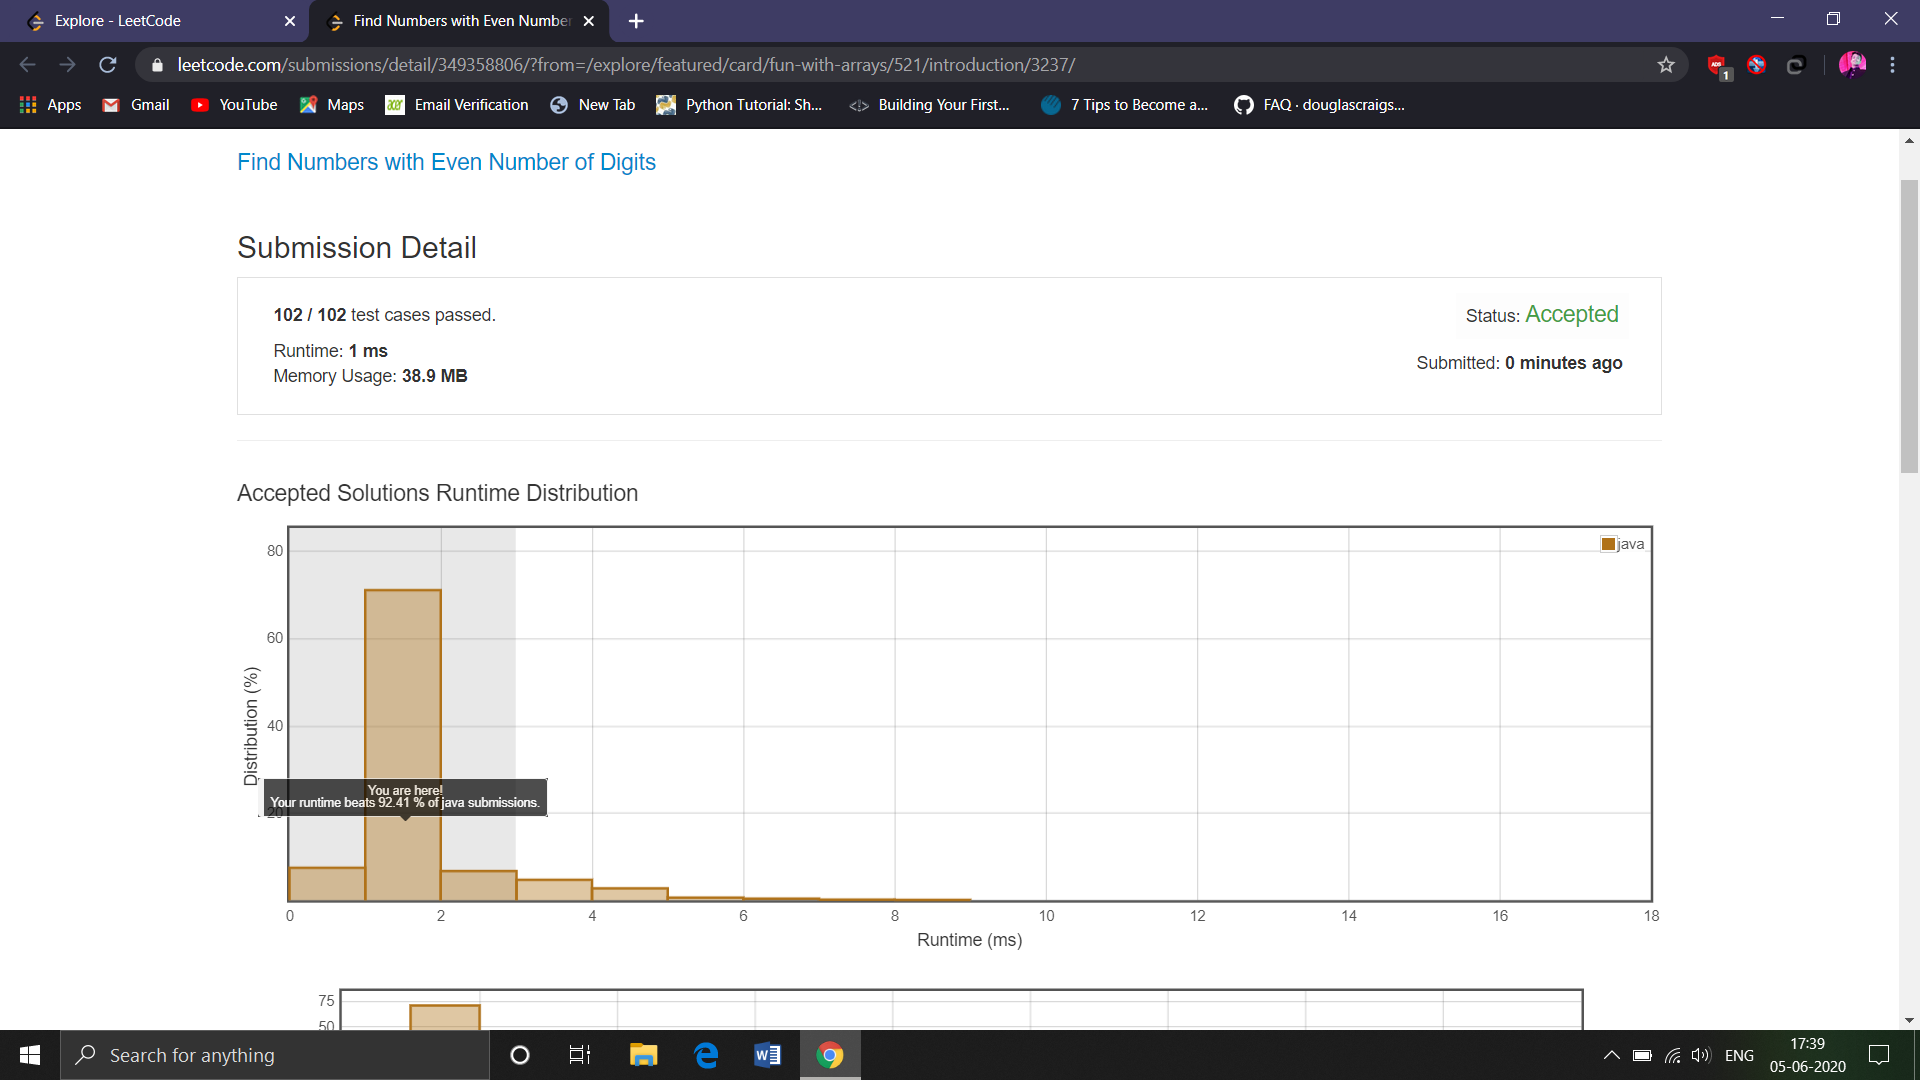 Explore - LeetCode
Find Numbers with Even Number
leetcode.com/submissions/detail/349358806/?from=/explore/featured/card/fun-with-arrays/521/introduction/3237/
ABP
1
Apps Gmail YouTube Maps acer Email Verification New Tab Python Tutorial: Sh... Building Your First... 7 Tips to Become a... FAQ · douglascraigs...
Find Numbers with Even Number of Digits
Submission Detail
102 / 102 test cases passed.
Status: Accepted
Runtime: 1 ms
Submitted: 0 minutes ago
Memory Usage: 38.9 MB
Accepted Solutions Runtime Distribution
java
80
60
40
20
Distribution (%)
You are here!
Your runtime beats 92.41 % of java submissions.
0 2 4 6 8 10 12 14 16 18
Runtime (ms)
75
50
Search for anything
ENG
17:39
05-06-2020